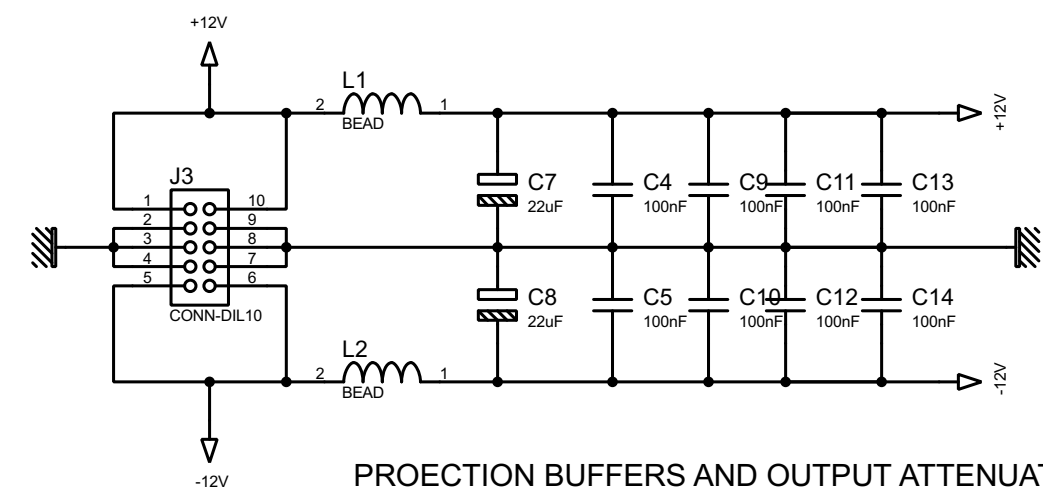 +12V
L1
2
1
BEAD
+12V
J3
1
10
2
9
3
8
4
7
5
6
CONN-DIL10
C7
22uF
C4
100nF
C9
100nF
C11
100nF
C13
100nF
C8
22uF
C5
100nF
C10
100nF
C12
100nF
C14
100nF
L2
2
1
BEAD
-12V
-12V
PROECTION BUFFERS AND OUTPUT ATTENUAT